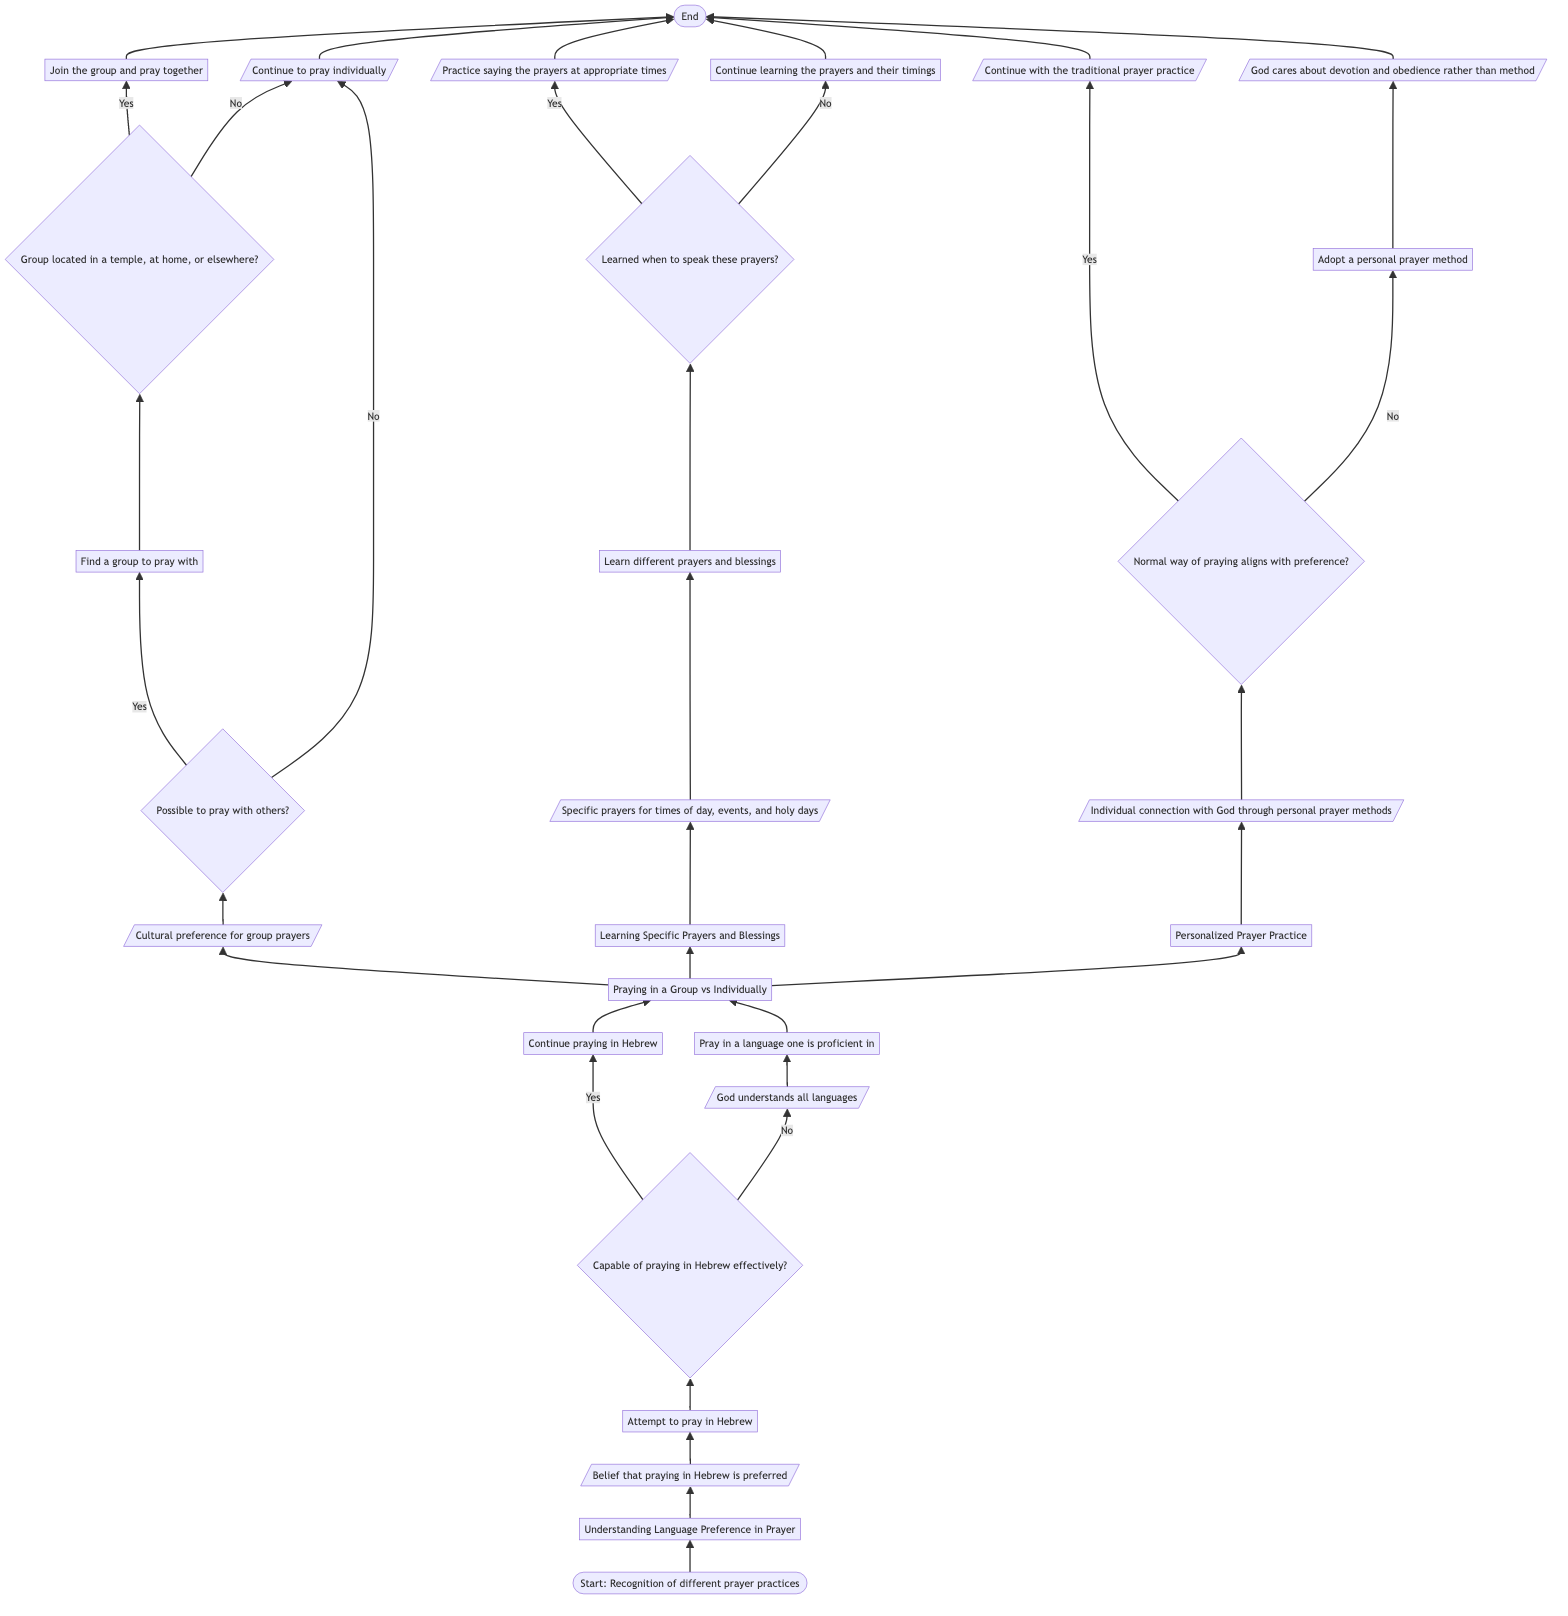 End
Join the group and pray together
Continue to pray individually
Practice saying the prayers at appropriate times
Continue learning the prayers and their timings
Continue with the traditional prayer practice
God cares about devotion and obedience rather than method
Yes
No
Yes
No
Group located in a temple, at home, or elsewhere?
Learned when to speak these prayers?
Yes
Adopt a personal prayer method
No
No
Find a group to pray with
Learn different prayers and blessings
Normal way of praying aligns with preference?
Yes
Possible to pray with others?
Specific prayers for times of day, events, and holy days
Individual connection with God through personal prayer methods
Cultural preference for group prayers
Learning Specific Prayers and Blessings
Personalized Prayer Practice
Praying in a Group vs Individually
Continue praying in Hebrew
Pray in a language one is proficient in
Yes
God understands all languages
No
Capable of praying in Hebrew effectively?
Attempt to pray in Hebrew
Belief that praying in Hebrew is preferred
Understanding Language Preference in Prayer
Start: Recognition of different prayer practices